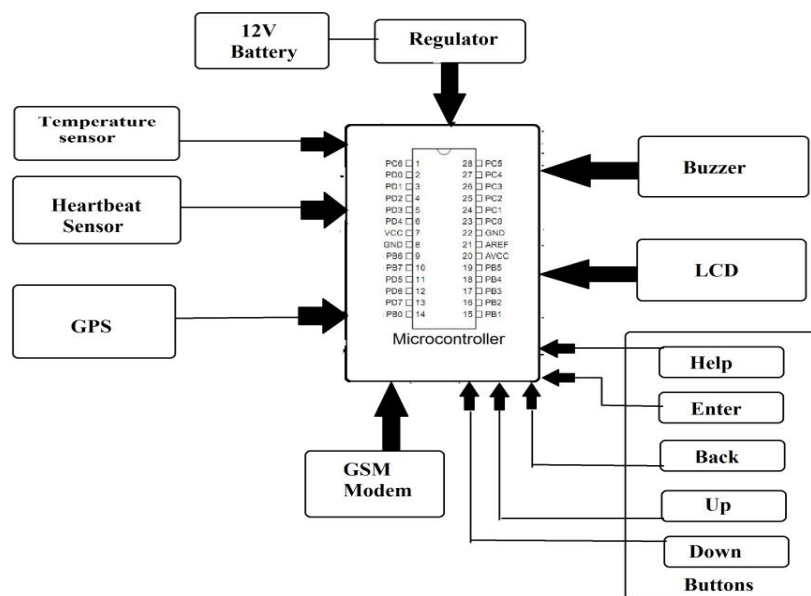 12V
Battery
Regulator
Temperature
sensor
Heartbeat
Sensor
GPS
PC6 1 28 PC5
PD0 2 27 PC4
PD1 3 26 PC3
PD2 4 25 PC2
PD3 5 24 PC1
PD4 6 23 PC0
VCC 7 22 GND
GND 8 21 AREF
PB6 9 20 AVCC
PB7 10 19 PB5
PD5 11 18 PB4
PD6 12 17 PB3
PD7 13 16 PB2
PB0 14 15 PB1
Microcontroller
Buzzer
LCD
GSM
Modem
Help
Enter
Back
Up
Down
Buttons